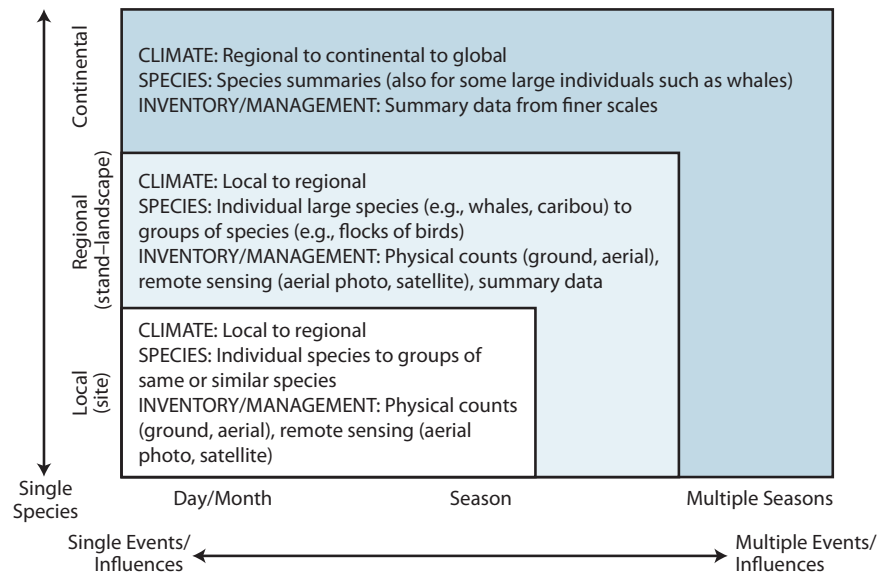 Continental
CLIMATE: Regional to continental to global
SPECIES: Species summaries (also for some large individuals such as whales)
INVENTORY/MANAGEMENT: Summary data from finer scales
Regional
(stand–landscape)
CLIMATE: Local to regional
SPECIES: Individual large species (e.g., whales, caribou) to
groups of species (e.g., flocks of birds)
INVENTORY/MANAGEMENT: Physical counts (ground, aerial),
remote sensing (aerial photo, satellite), summary data
Local
(site)
CLIMATE: Local to regional
SPECIES: Individual species to groups of
same or similar species
INVENTORY/MANAGEMENT: Physical counts
(ground, aerial), remote sensing (aerial
photo, satellite)
Single
Species
Day/Month
Season
Multiple Seasons
Single Events/
Influences
Multiple Events/
Influences